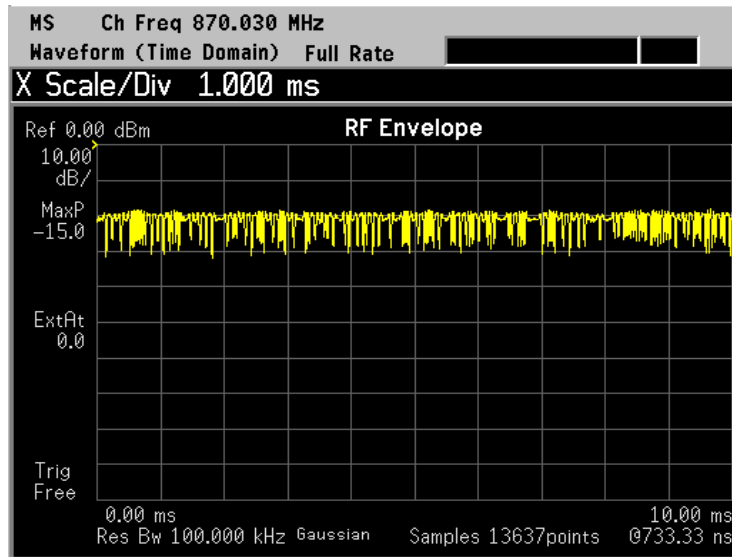 MS Ch Freq 870.030 MHz
Waveform (Time Domain) Full Rate
X Scale/Div 1.000 ms
Ref 0.00 dBm RF Envelope
10.00
dB/
MaxP
-15.0
ExtAt
0.0
Trig
Free
0.00 ms 10.00 ms
Res Bw 100.000 kHz Gaussian Samples 13637points @733.33 ns